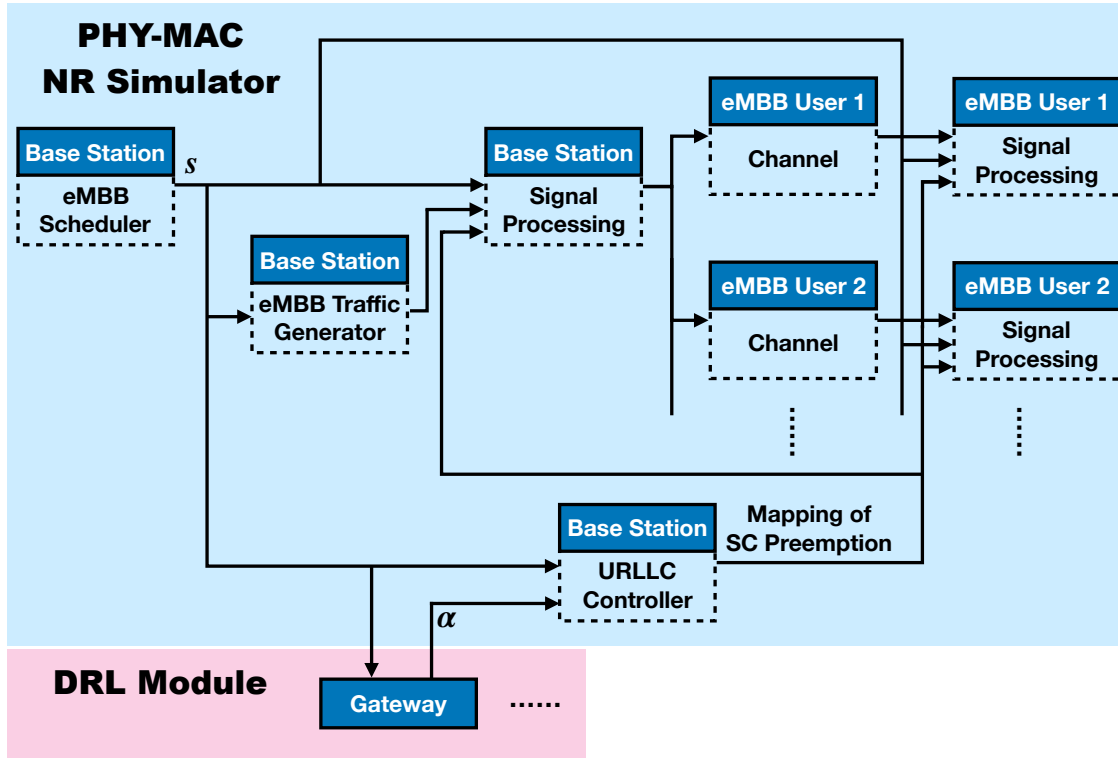 PHY-MAC
NR Simulator
Base Station
eMBB
Scheduler
s
Base Station
eMBB Traffic
Generator
Base Station
Signal
Processing
eMBB User 1
Channel
eMBB User 1
Signal
Processing
eMBB User 2
Channel
eMBB User 2
Signal
Processing
Base Station
URLLC
Controller
Mapping of
SC Preemption
α
DRL Module
Gateway